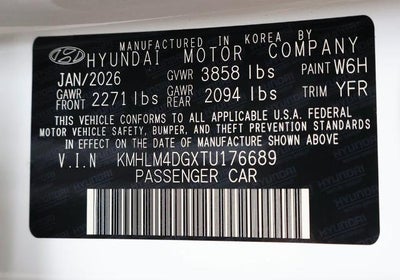 MANUFACTURED IN KOREA BY
HYUNDAI MOTOR COMPANY
JAN/2026 GVWR 3858 lbs PAINT W6H
GAWR FRONT 2271 lbs GAWR REAR 2094 lbs TRIM YFR
THIS VEHICLE CONFORMS TO ALL APPLICABLE U.S.A. FEDERAL
MOTOR VEHICLE SAFETY, BUMPER, AND THEFT PREVENTION STANDARDS
IN EFFECT ON THE DATE OF MANUFACTURE SHOWN ABOVE.
V.I.N KMHLM4DGXTU176689
PASSENGER CAR